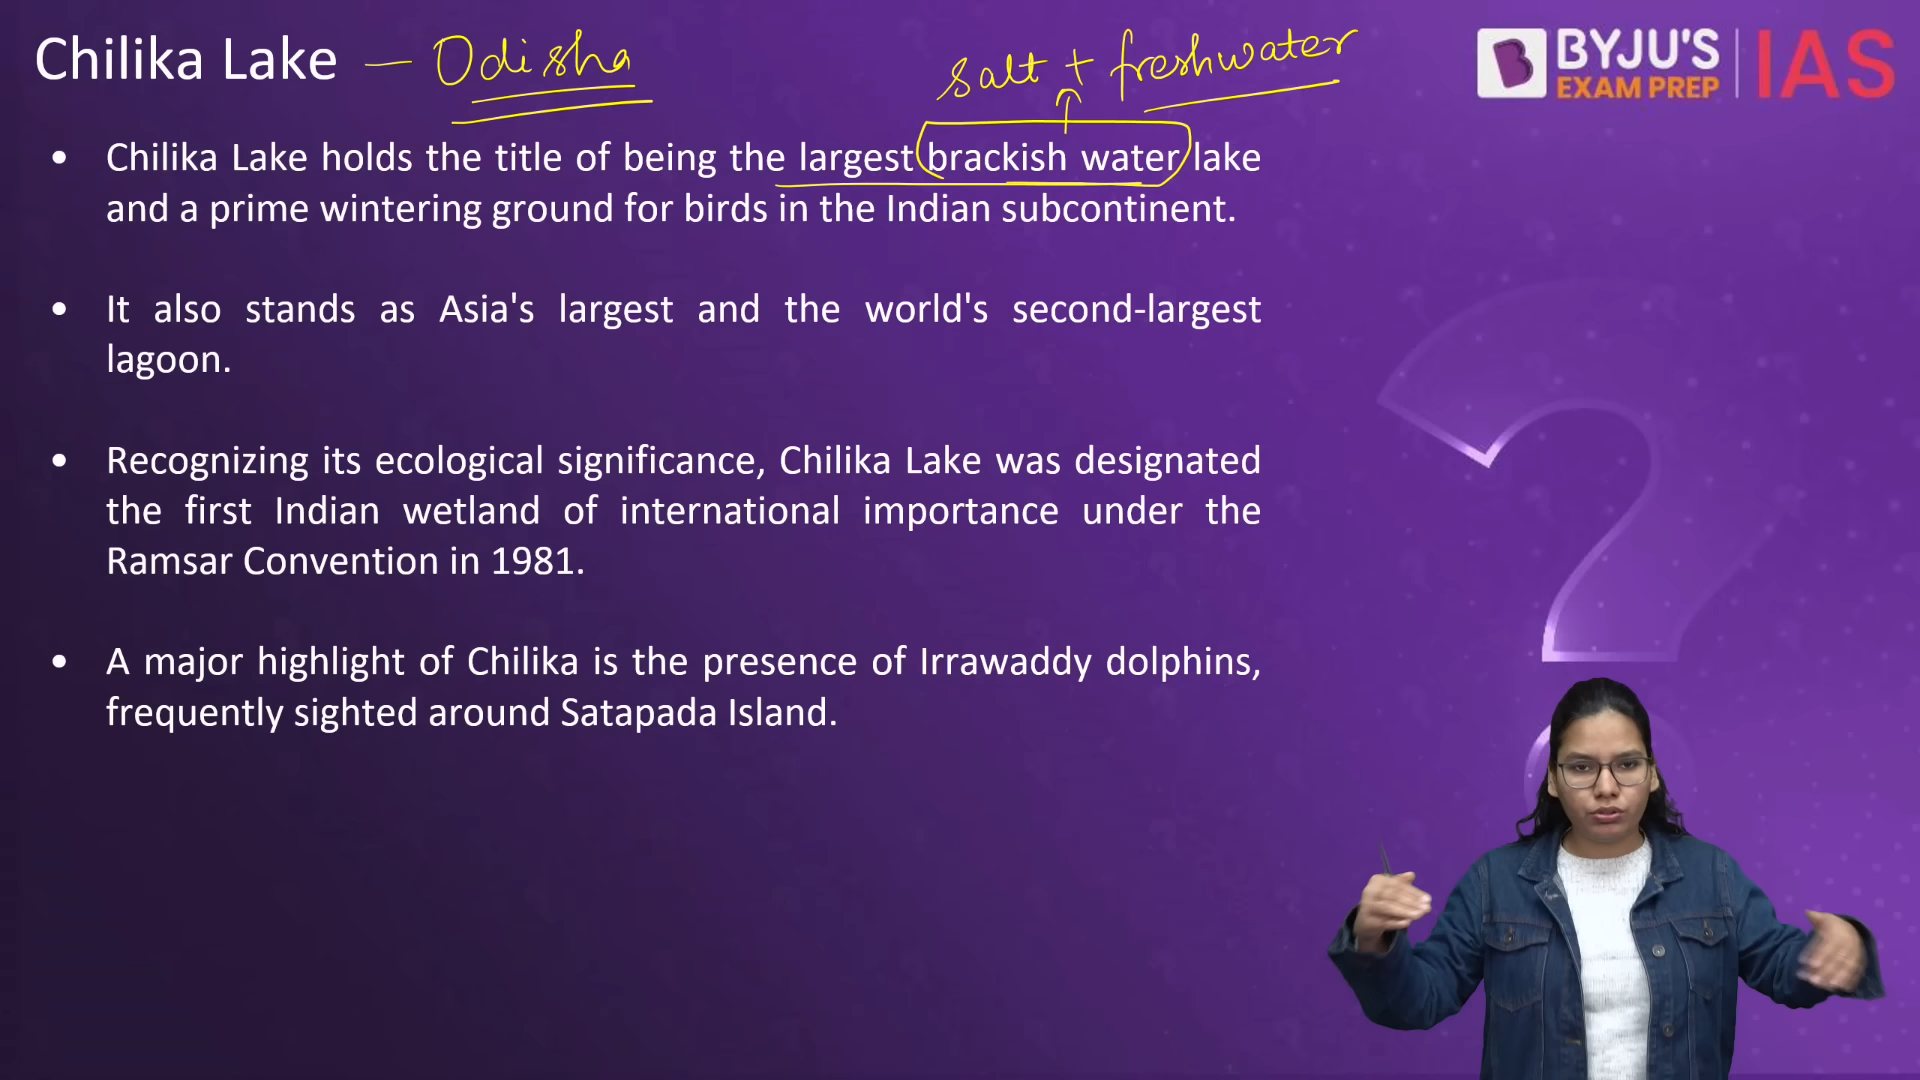 Chilika Lake — Odisha
salt + freshwater
BYJU'S
EXAM PREP
IAS
• Chilika Lake holds the title of being the largest brackish water lake
and a prime wintering ground for birds in the Indian subcontinent.
• It also stands as Asia's largest and the world's second-largest
lagoon.
• Recognizing its ecological significance, Chilika Lake was designated
the first Indian wetland of international importance under the
Ramsar Convention in 1981.
• A major highlight of Chilika is the presence of Irrawaddy dolphins,
frequently sighted around Satapada Island.